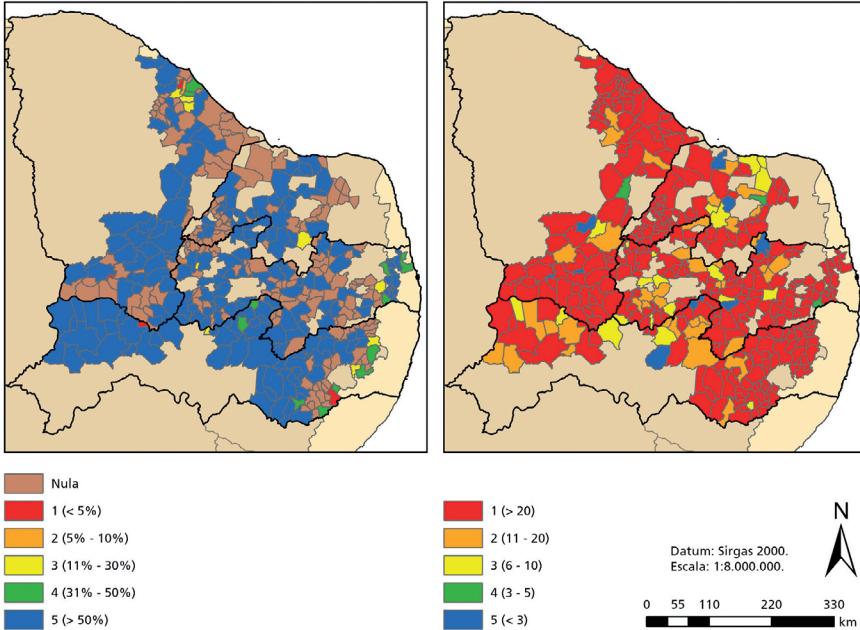 Nula
1 (< 5%)
2 (5% - 10%)
3 (11% - 30%)
4 (31% - 50%)
5 (> 50%)
1 (> 20)
2 (11 - 20)
3 (6 - 10)
4 (3 - 5)
5 (< 3)
Datum: Sirgas 2000.
Escala: 1:8.000.000.
N
0 55 110 220 330
km